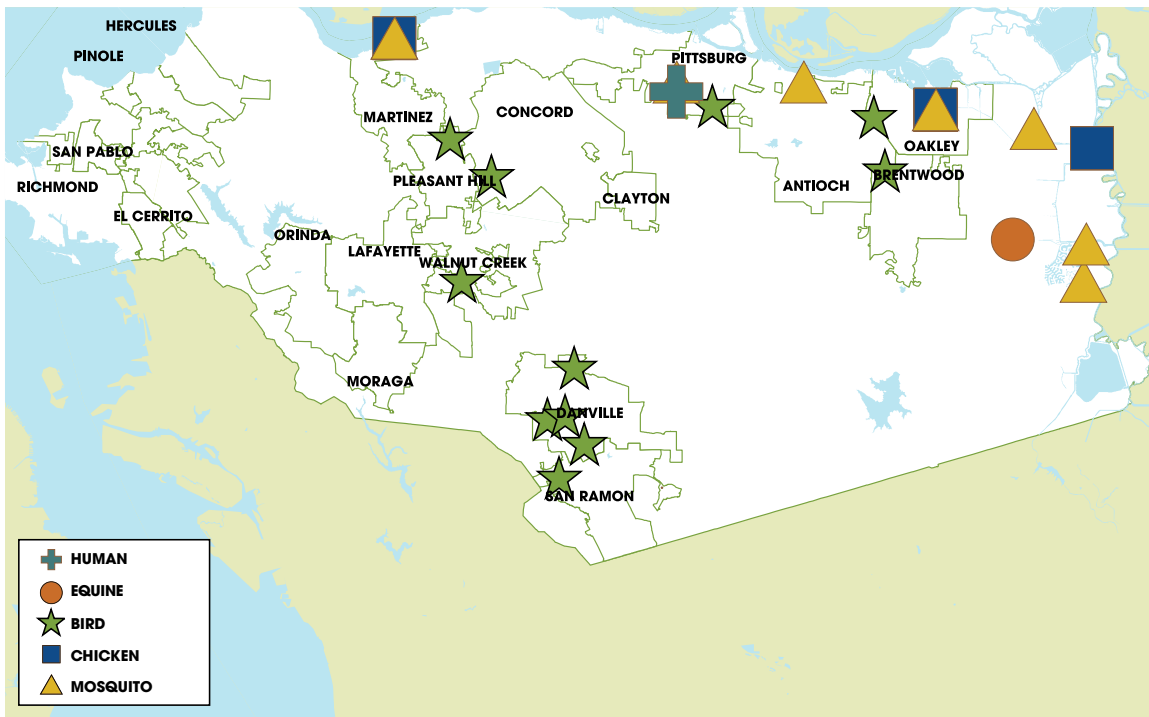 HERCULES
PINOLE
PITTSBURG
CONCORD
MARTINEZ
OAKLEY
SAN PABLO
BRENTWOOD
PLEASANT HILL
ANTIOCH
RICHMOND
CLAYTON
EL CERRITO
ORINDA
LAFAYETTE
WALNUT CREEK
MORAGA
DANVILLE
SAN RAMON
HUMAN
EQUINE
BIRD
CHICKEN
MOSQUITO